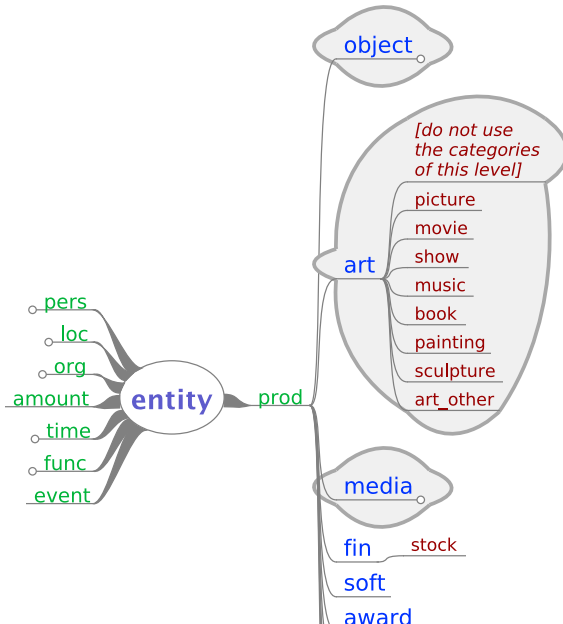 object
[do not use
the categories
of this level]
picture
movie
show
art
music
book
painting
sculpture
art_other
pers
loc
org
amount
time
func
event
entity
prod
media
fin
stock
soft
award